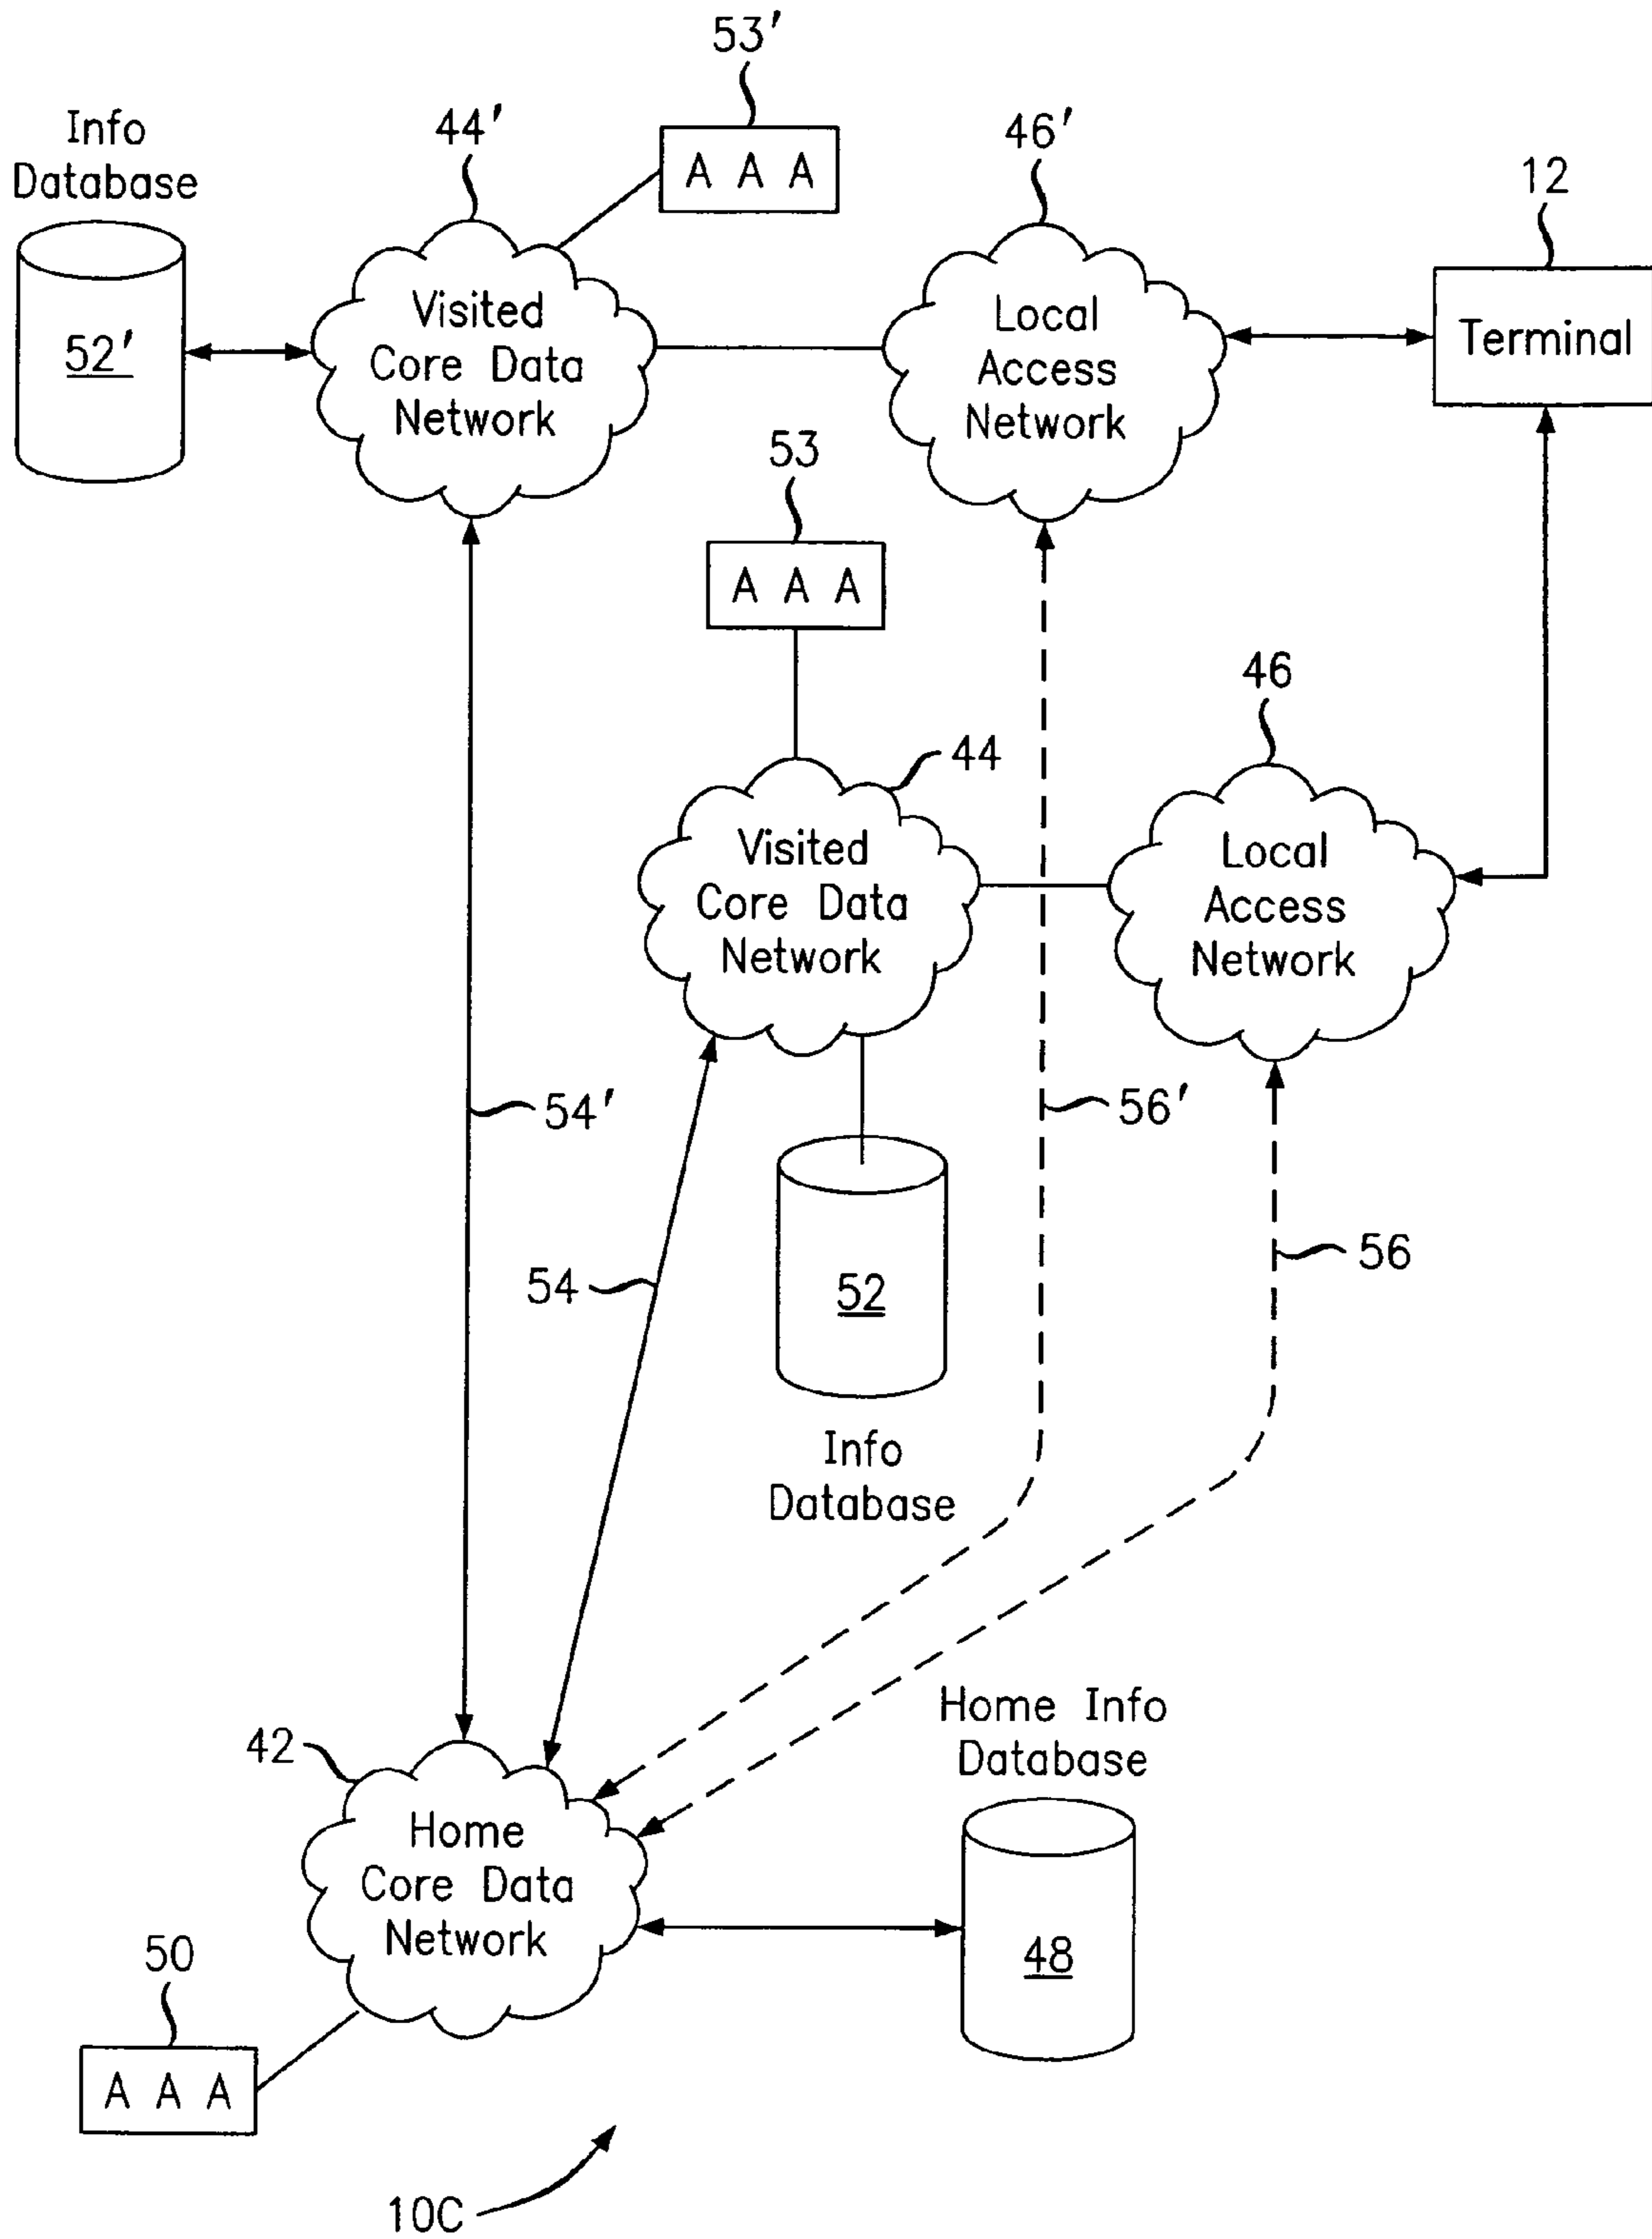 53'
Info
Database
44'
A A A
46'
12
52'
Visited
Core Data
Network
Local
Access
Network
Terminal
53
A A A
46
44
Visited
Core Data
Network
Local
Access
Network
54'
56'
54
52
56
Info
Database
Home Info
Database
42
Home
Core Data
Network
48
50
A A A
10C